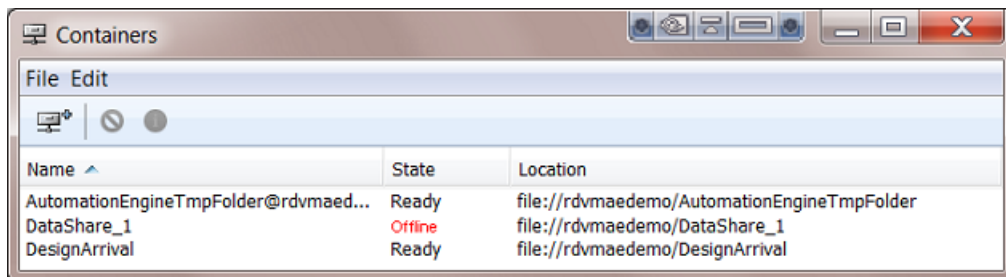 Containers
File Edit
Name State Location
AutomationEngineTmpFolder@rdvmaed... Ready file://rdvmaedemo/AutomationEngineTmpFolder
DataShare_1 Offline file://rdvmaedemo/DataShare_1
DesignArrival Ready file://rdvmaedemo/DesignArrival